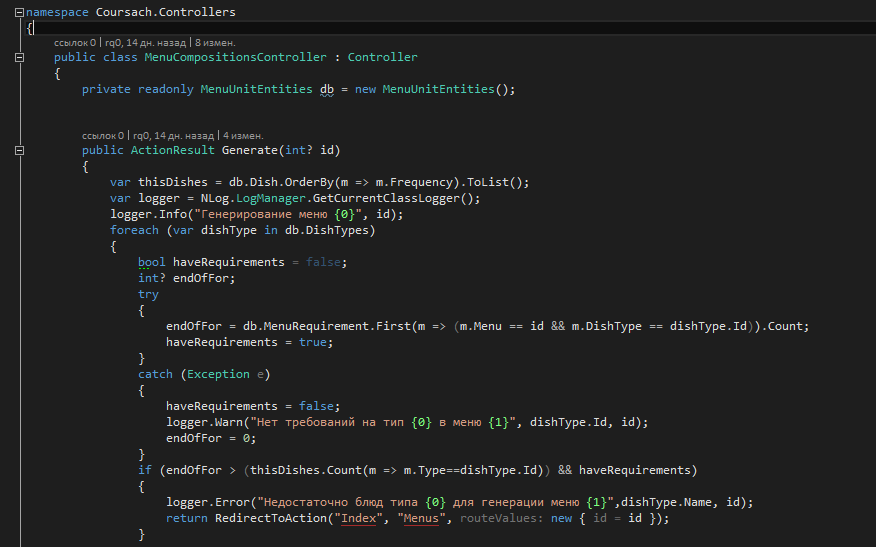 namespace Coursach.Controllers
{
ссылок 0 | rq0, 14 дн. назад | 8 измен.
public class MenuCompositionsController : Controller
{
private readonly MenuUnitEntities db = new MenuUnitEntities();
ссылок 0 | rq0, 14 дн. назад | 4 измен.
public ActionResult Generate(int? id)
{
var thisDishes = db.Dish.OrderBy(m => m.Frequency).ToList();
var logger = NLog.LogManager.GetCurrentClassLogger();
logger.Info("Генерирование меню {0}", id);
foreach (var dishType in db.DishTypes)
{
bool haveRequirements = false;
int? endOfFor;
try
{
endOfFor = db.MenuRequirement.First(m => (m.Menu == id && m.DishType == dishType.Id)).Count;
haveRequirements = true;
}
catch (Exception e)
{
haveRequirements = false;
logger.Warn("Нет требований на тип {0} в меню {1}", dishType.Id, id);
endOfFor = 0;
}
if (endOfFor > (thisDishes.Count(m => m.Type==dishType.Id)) && haveRequirements)
{
logger.Error("Недостаточно блюд типа {0} для генерации меню {1}",dishType.Name, id);
return RedirectToAction("Index", "Menus", routeValues: new { id = id });
}